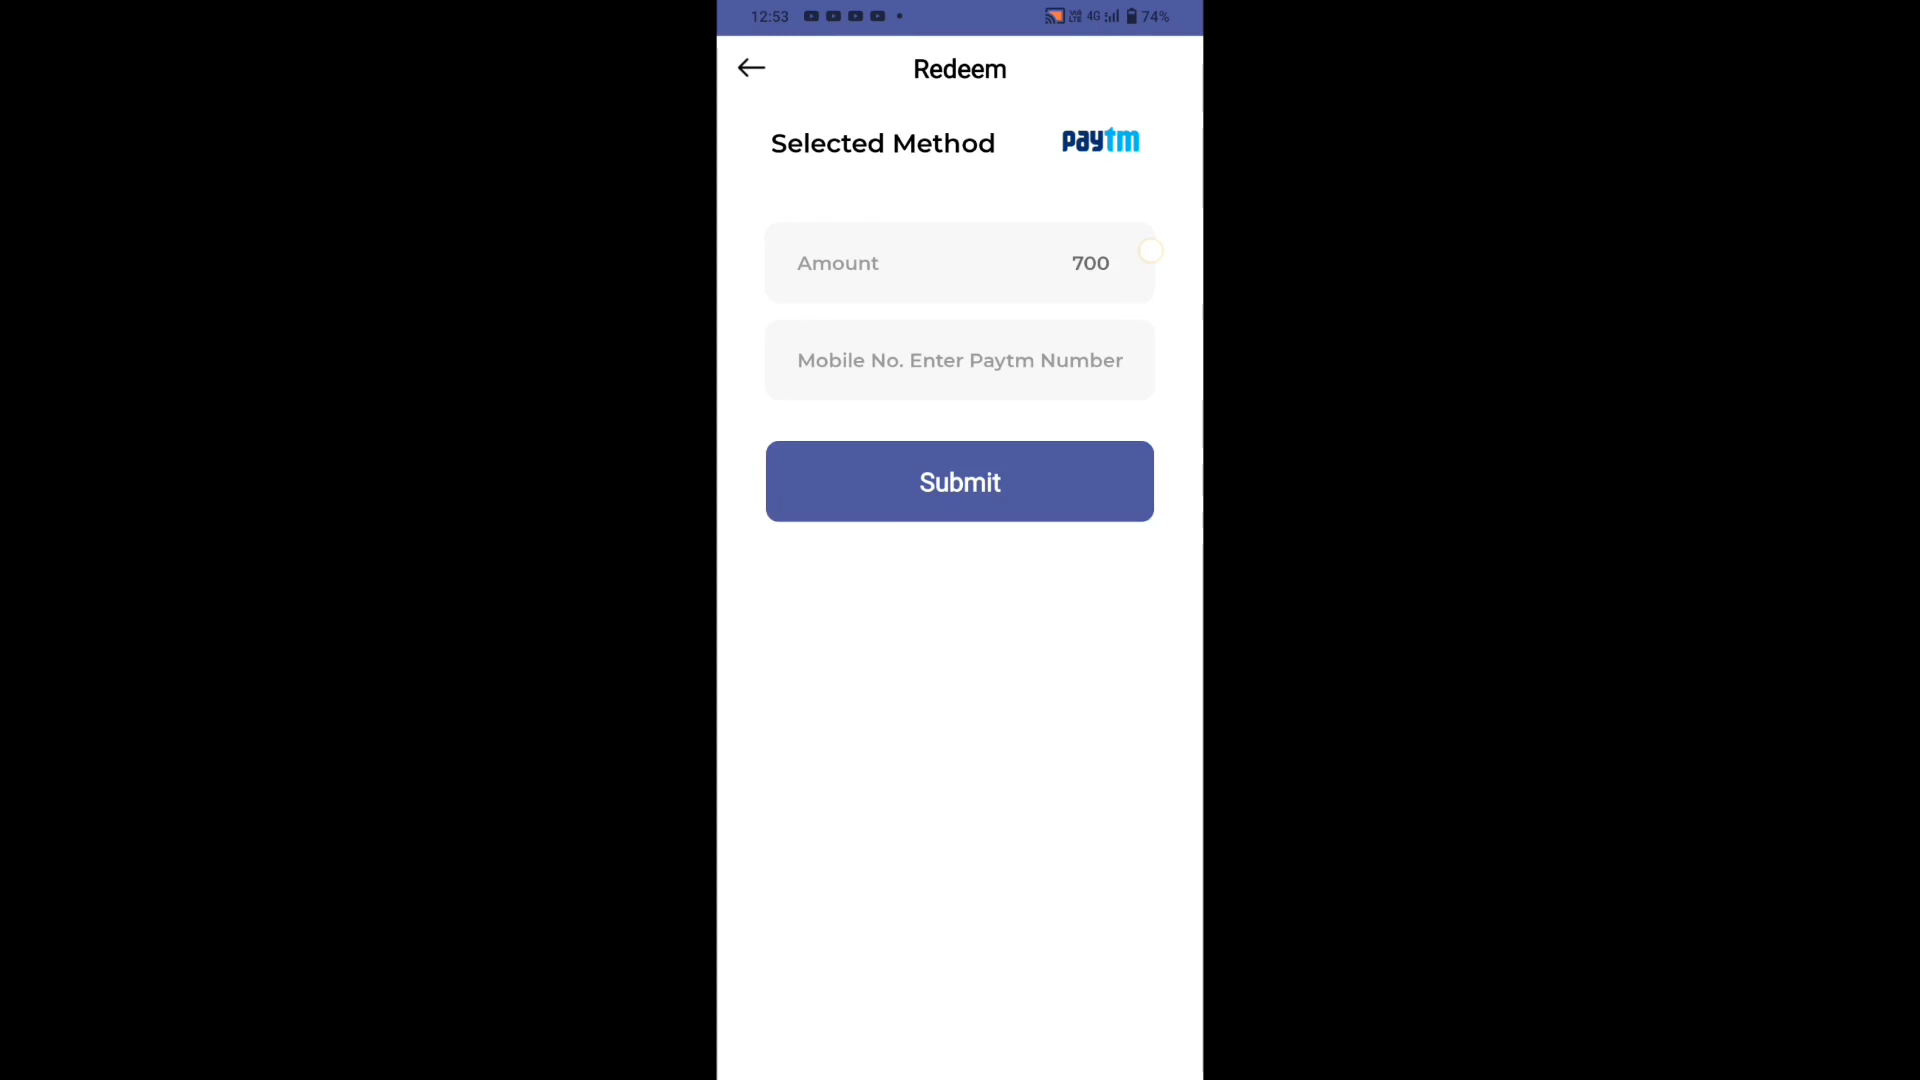 12:53 4G 74%
Redeem
Selected Method paytm
Amount 700
Mobile No. Enter Paytm Number
Submit